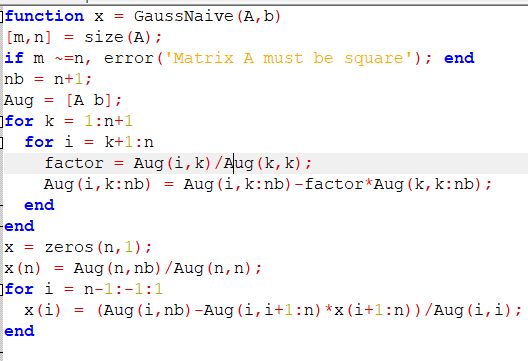 function x = GaussNaive(A,b)
[m,n] = size(A);
if m ~=n, error('Matrix A must be square'); end
nb = n+1;
Aug = [A b];
for k = 1:n+1
for i = k+1:n
factor = Aug(i,k)/Aug(k,k);
Aug(i,k:nb) = Aug(i,k:nb)-factor*Aug(k,k:nb);
end
end
x = zeros(n,1);
x(n) = Aug(n,nb)/Aug(n,n);
for i = n-1:-1:1
x(i) = (Aug(i,nb)-Aug(i,i+1:n)*x(i+1:n))/Aug(i,i);
end